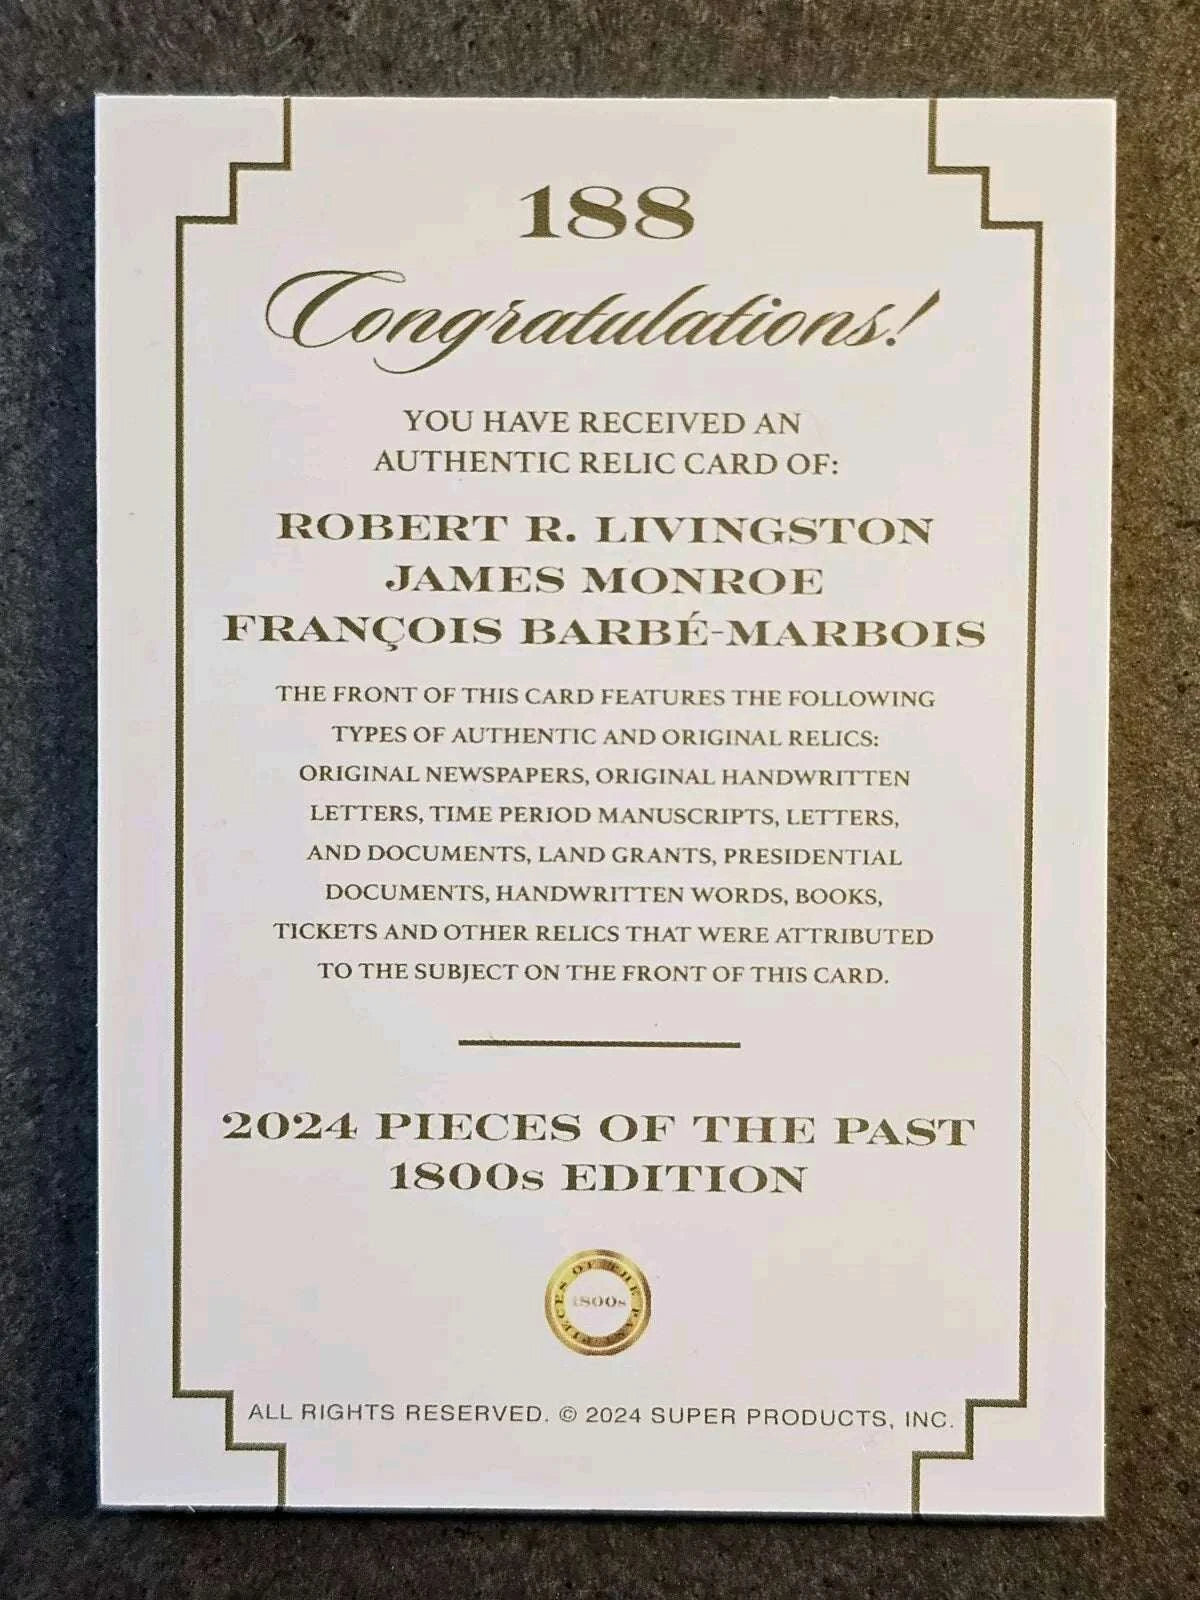 188
Congratulations!
YOU HAVE RECEIVED AN
AUTHENTIC RELIC CARD OF:
ROBERT R. LIVINGSTON
JAMES MONROE
FRANÇOIS BARBÉ-MARBOIS
THE FRONT OF THIS CARD FEATURES THE FOLLOWING
TYPES OF AUTHENTIC AND ORIGINAL RELICS:
ORIGINAL NEWSPAPERS, ORIGINAL HANDWRITTEN
LETTERS, TIME PERIOD MANUSCRIPTS, LETTERS,
AND DOCUMENTS, LAND GRANTS, PRESIDENTIAL
DOCUMENTS, HANDWRITTEN WORDS, BOOKS,
TICKETS AND OTHER RELICS THAT WERE ATTRIBUTED
TO THE SUBJECT ON THE FRONT OF THIS CARD.
2024 PIECES OF THE PAST
1800s EDITION
PIECES OF THE PAST
1800s
ALL RIGHTS RESERVED. © 2024 SUPER PRODUCTS, INC.